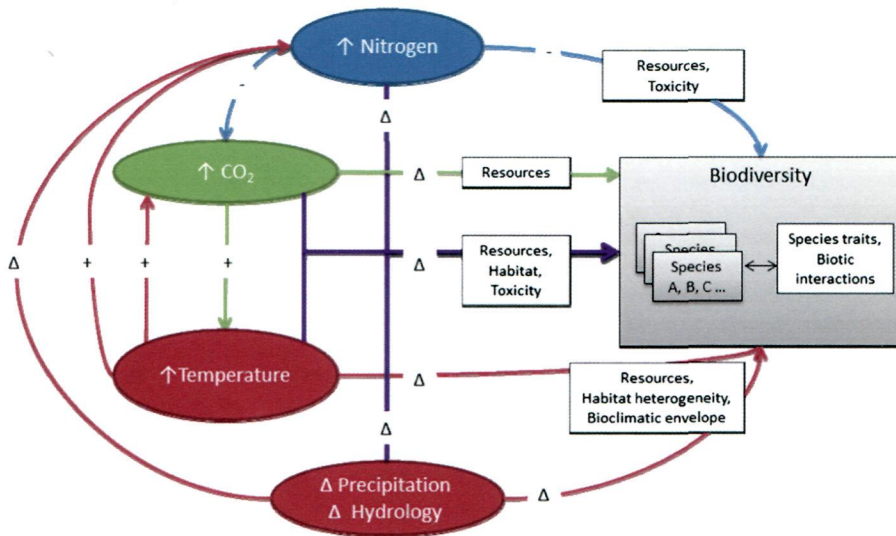 ↑ Nitrogen
-
-
Resources,
Toxicity
Δ
↑ CO₂
Δ
Resources
Biodiversity
Δ
+
+
+
Δ
Resources,
Habitat,
Toxicity
Species
Species
A, B, C ...
Species traits,
Biotic
interactions
↑Temperature
Δ
Resources,
Habitat heterogeneity,
Bioclimatic envelope
Δ
Δ Precipitation
Δ Hydrology
Δ